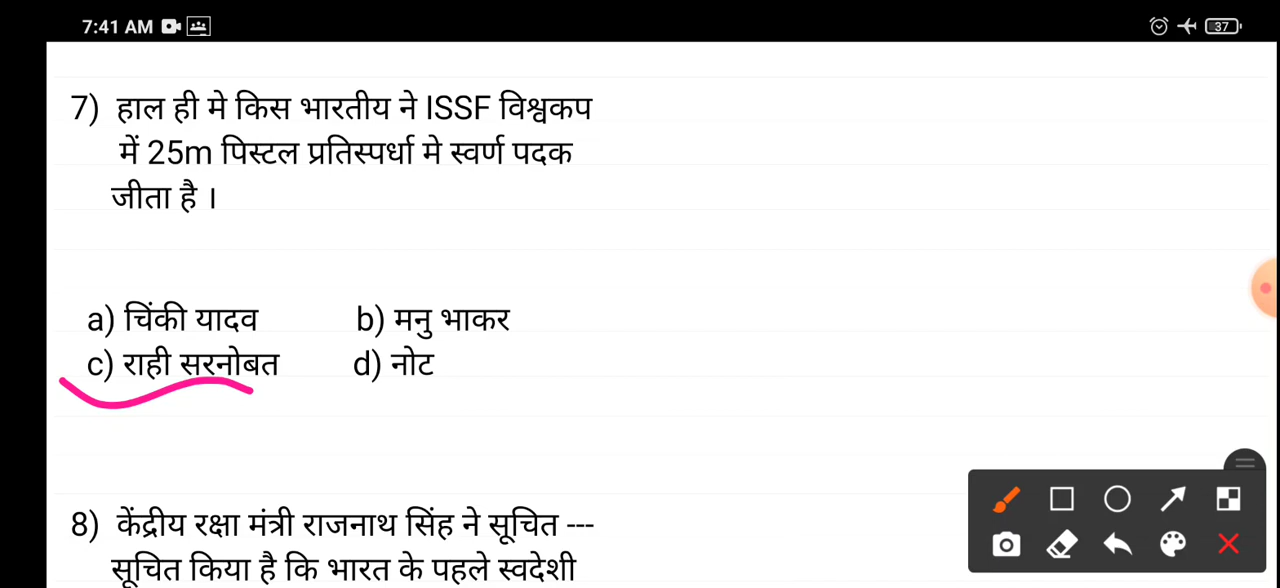 7:41 AM
37
7) हाल ही मे किस भारतीय ने ISSF विश्वकप
में 25m पिस्टल प्रतिस्पर्धा मे स्वर्ण पदक
जीता है ।
a) चिंकी यादव b) मनु भाकर
c) राही सरनोबत d) नोट
8) केंद्रीय रक्षा मंत्री राजनाथ सिंह ने सूचित ---
सूचित किया है कि भारत के पहले स्वदेशी